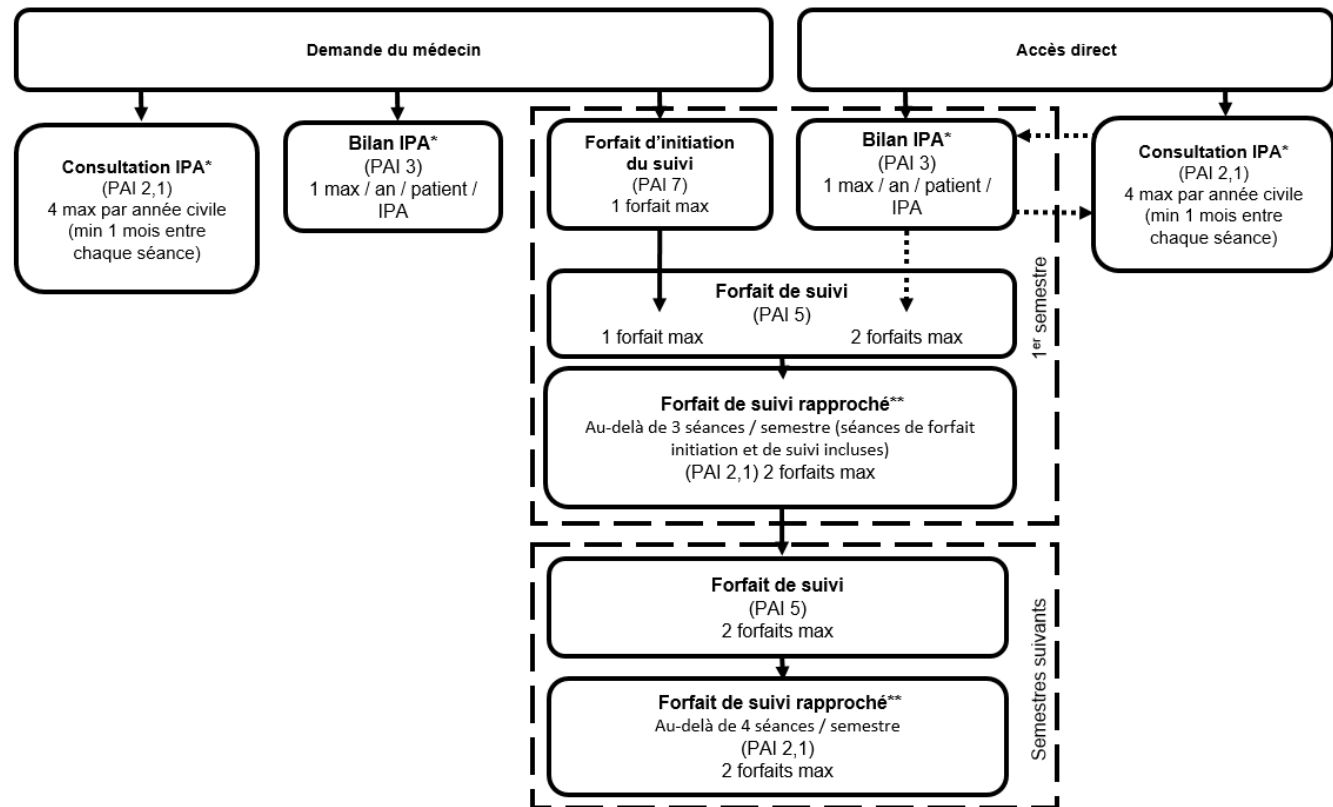 Demande du médecin
Accès direct
Consultation IPA*
(PAI 2,1)
4 max par année civile
(min 1 mois entre
chaque séance)
Bilan IPA*
(PAI 3)
1 max / an / patient /
IPA
Forfait d'initiation
du suivi
(PAI 7)
1 forfait max
Bilan IPA*
(PAI 3)
1 max / an / patient /
IPA
Consultation IPA*
(PAI 2,1)
4 max par année civile
(min 1 mois entre
chaque séance)
Forfait de suivi
(PAI 5)
1 forfait max
2 forfaits max
1er semestre
Forfait de suivi rapproché**
Au-delà de 3 séances / semestre (séances de forfait
initiation et de suivi incluses)
(PAI 2,1) 2 forfaits max
Forfait de suivi
(PAI 5)
2 forfaits max
Semestres suivants
Forfait de suivi rapproché**
Au-delà de 4 séances / semestre
(PAI 2,1)
2 forfaits max